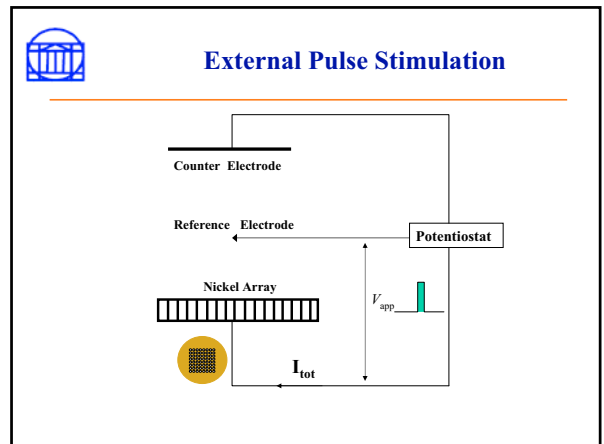 External Pulse Stimulation
Counter Electrode
Reference Electrode
Potentiostat
Nickel Array
Vapp
Itot